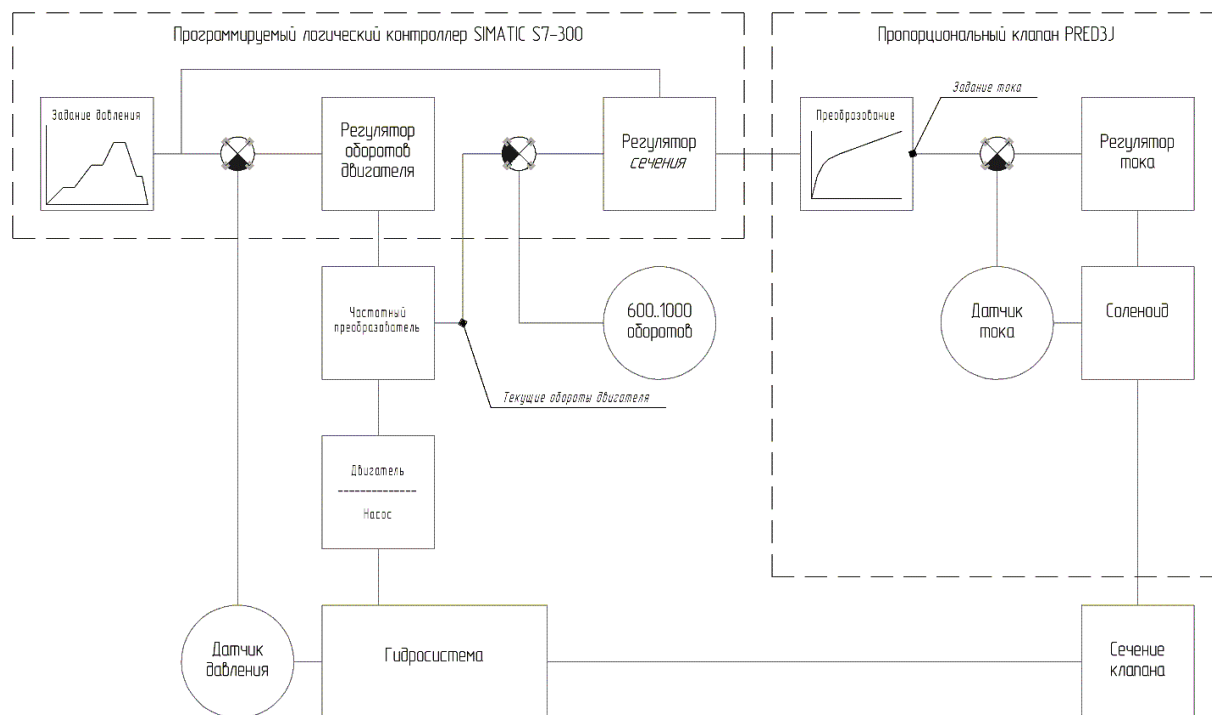 Программируемый логический контроллер SIMATIC S7-300
Пропорциональный клапан PRED3J
Задание давления
Регулятор
оборотов
двигателя
Регулятор
сечения
Преобразование
Задание тока
Регулятор
тока
Частотный
преобразователь
600..1000
оборотов
Датчик
тока
Соленоид
Текущие обороты двигателя
Двигатель
Насос
Датчик
давления
Гидросистема
Сечение
клапана